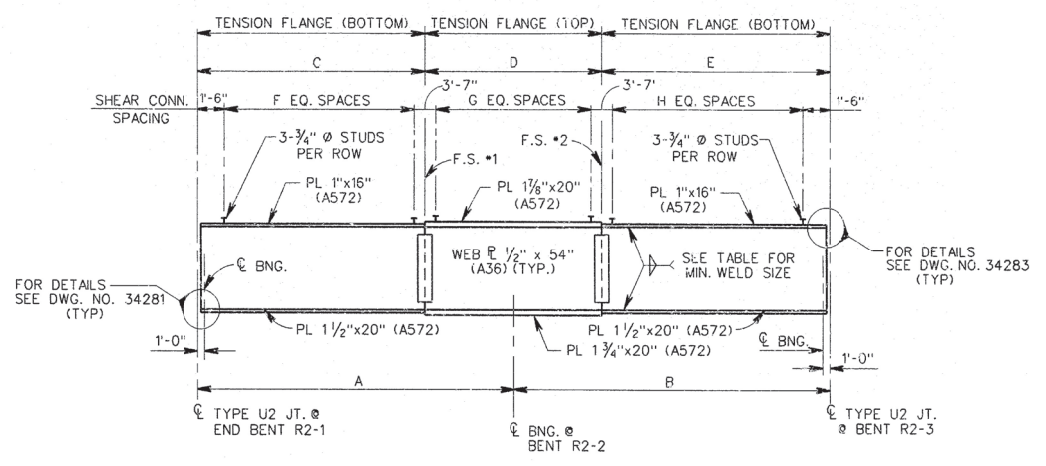 TENSION FLANGE (BOTTOM)
TENSION FLANGE (TOP)
TENSION FLANGE (BOTTOM)
C
D
E
3'-7"
3'-7'
SHEAR CONN.
SPACING
1'-6"
F EQ. SPACES
G EQ. SPACES
H EQ. SPACES
1'-6"
3-¾" Ø STUDS
PER ROW
F.S. #1
F.S. #2
3-¾" Ø STUDS
PER ROW
PL 1"x16"
(A572)
PL 1⅞"x20"
(A572)
PL 1"x16"
(A572)
℄ BNG.
WEB ℄ ½" x 54"
(A36) (TYP.)
SEE TABLE FOR
MIN. WELD SIZE
FOR DETAILS
SEE DWG. NO. 34281
(TYP)
FOR DETAILS
SEE DWG. NO. 34283
(TYP)
PL 1 ½"x20" (A572)
PL 1 ½"x20" (A572)
PL 1 ¾"x20" (A572)
℄ BNG.
1'-0"
1'-0"
A
B
℄ TYPE U2 JT. @
END BENT R2-1
℄ BNG. @
BENT R2-2
℄ TYPE U2 JT.
@ BENT R2-3